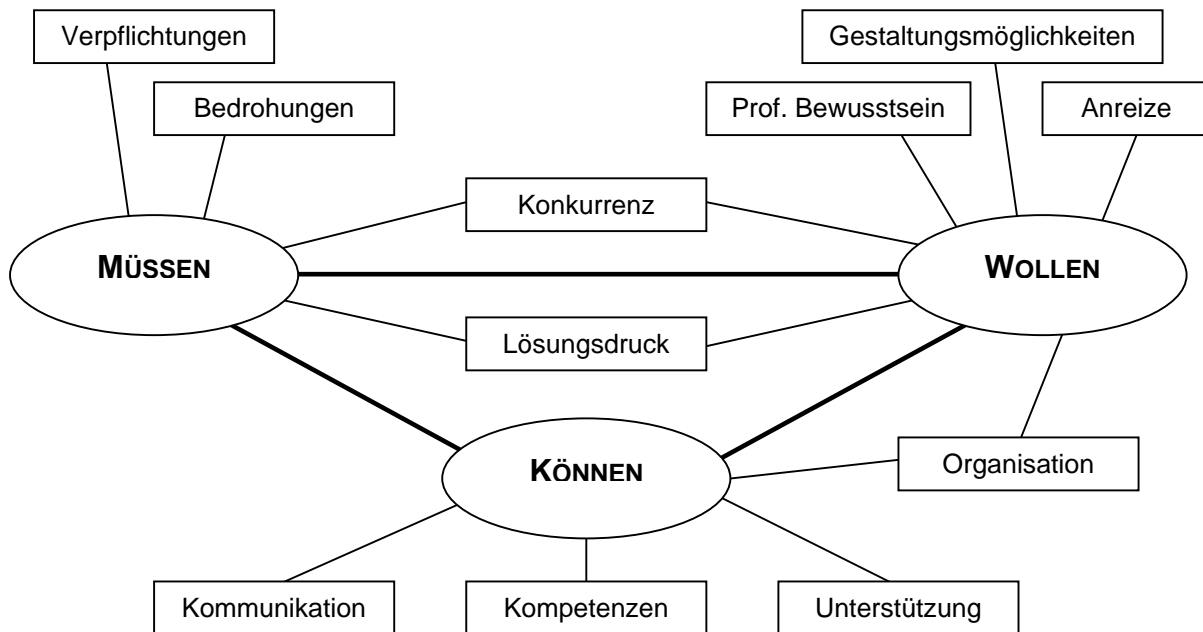 Verpflichtungen
Gestaltungsmöglichkeiten
Bedrohungen
Prof. Bewusstsein
Anreize
Konkurrenz
MÜSSEN
WOLLEN
Lösungsdruck
Organisation
KÖNNEN
Kommunikation
Kompetenzen
Unterstützung